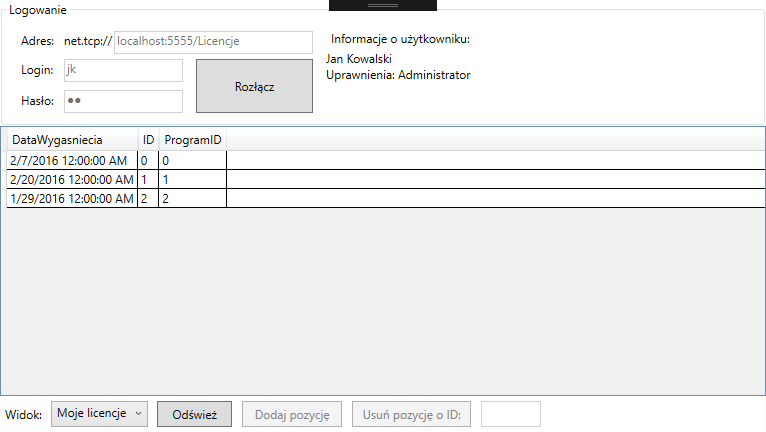 Logowanie
Adres: net.tcp:// localhost:5555/Licencje
Login: jk
Hasło: ●●
Rozłącz
Informacje o użytkowniku:
Jan Kowalski
Uprawnienia: Administrator
DataWygasniecia ID ProgramID
2/7/2016 12:00:00 AM 0 0
2/20/2016 12:00:00 AM 1 1
1/29/2016 12:00:00 AM 2 2
Widok: Moje licencje Odśwież Dodaj pozycję Usuń pozycję o ID: